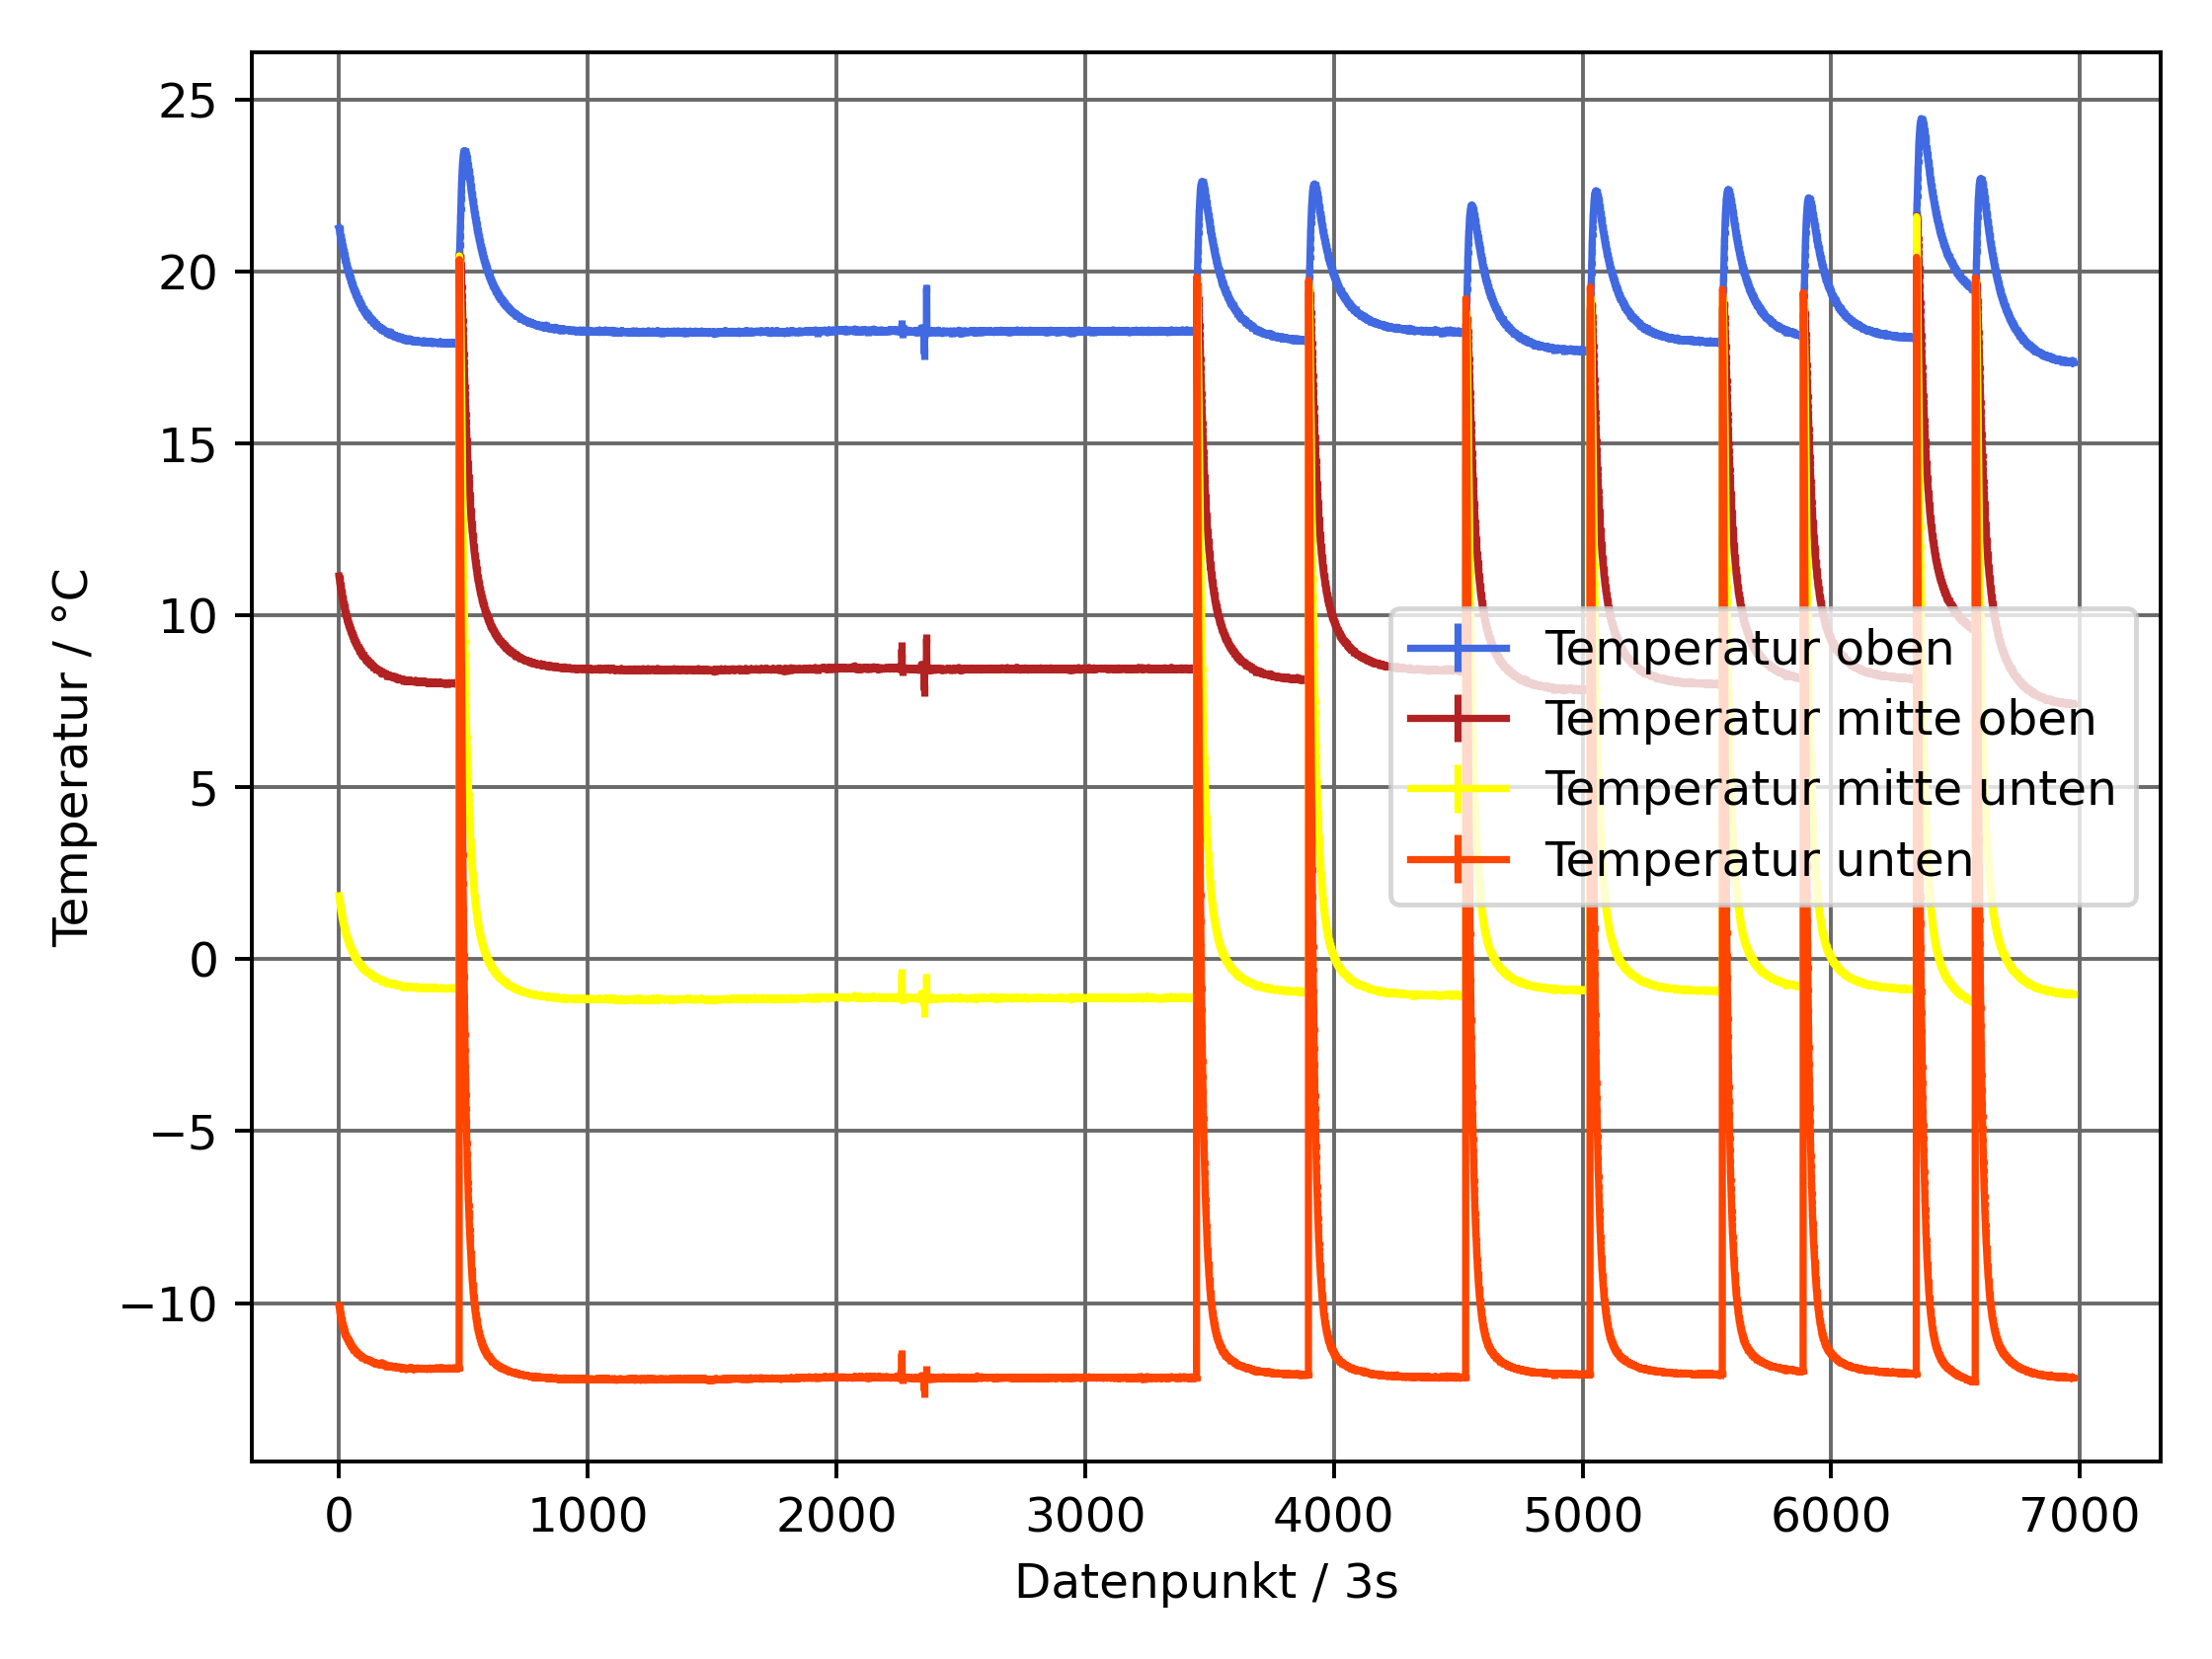 25
20
15
10
5
0
−5
−10
Temperatur / °C
Temperatur oben
Temperatur mitte oben
Temperatur mitte unten
Temperatur unten
0 1000 2000 3000 4000 5000 6000 7000
Datenpunkt / 3s